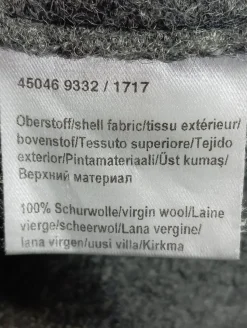 45046 9332 / 1717
Oberstoff/shell fabric/tissu extérieur/
bovenstof/Tessuto superiore/Tejido
exterior/Pintamateriaali/Üst kumaş/
Верхний материал
100% Schurwolle/virgin wool/Laine
vierge/scheerwol/Lana vergine/
lana virgen/uusi villa/Kirkma